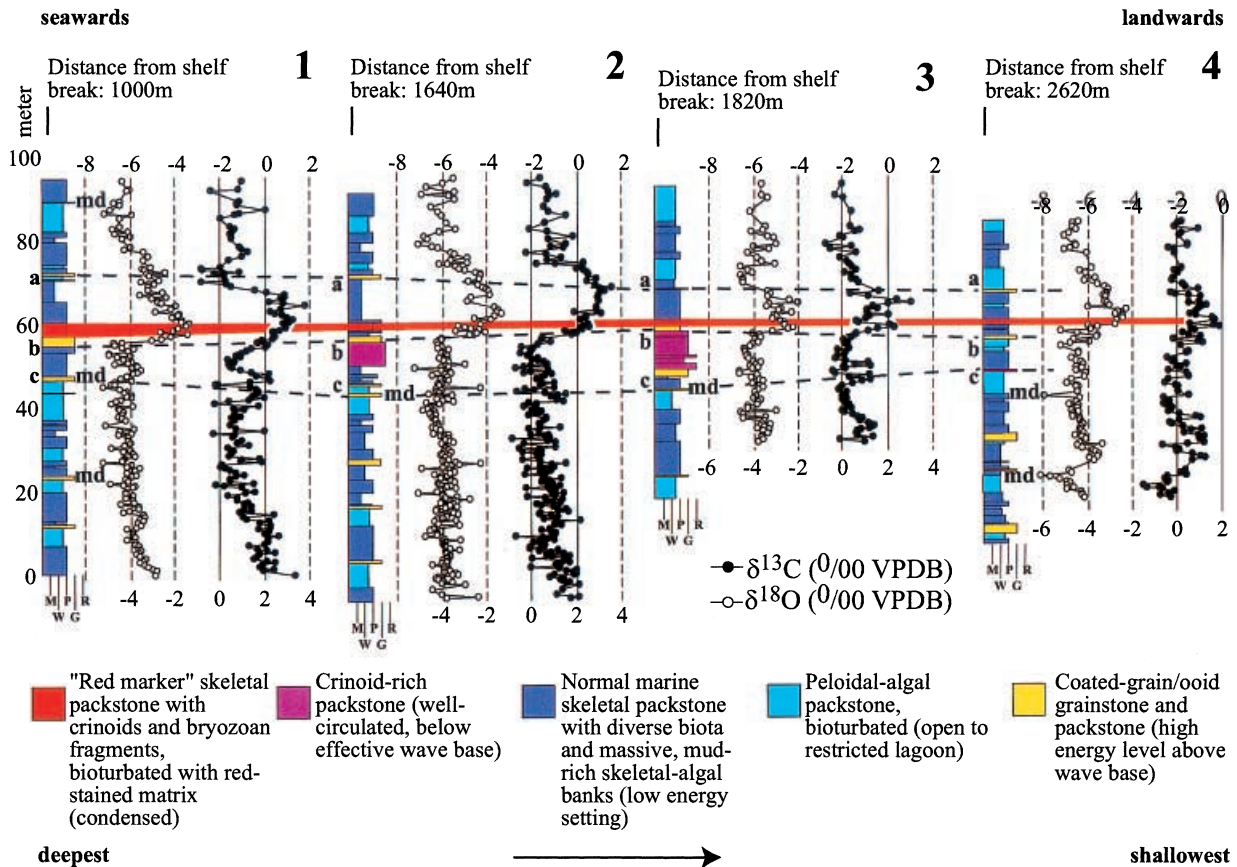 seawards
landwards
Distance from shelf
break: 1000m
1
Distance from shelf
break: 1640m
2
Distance from shelf
break: 1820m
3
Distance from shelf
break: 2620m
4
meter
100
80
60
40
20
0
-8 -6 -4 -2 0 2
-8 -6 -4 -2 0 2
-8 -6 -4 -2 0 2
-8 -6 -4 -2 0
md
a
b
c
md
md
a
b
c
md
a
b
c
md
a
b
c
md
md
-4 -2 0 2 4
-4 -2 0 2 4
-6 -4 -2 0 2 4
-6 -4 -2 0 2
M P R
W G
M P R
W G
M P R
W G
M P R
W G
δ13C (0/00 VPDB)
δ18O (0/00 VPDB)
"Red marker" skeletal
packstone with
crinoids and bryozoan
fragments,
bioturbated with red-
stained matrix
(condensed)
Crinoid-rich
packstone (well-
circulated, below
effective wave base)
Normal marine
skeletal packstone
with diverse biota
and massive, mud-
rich skeletal-algal
banks (low energy
setting)
Peloidal-algal
packstone,
bioturbated (open to
restricted lagoon)
Coated-grain/ooid
grainstone and
packstone (high
energy level above
wave base)
deepest
shallowest